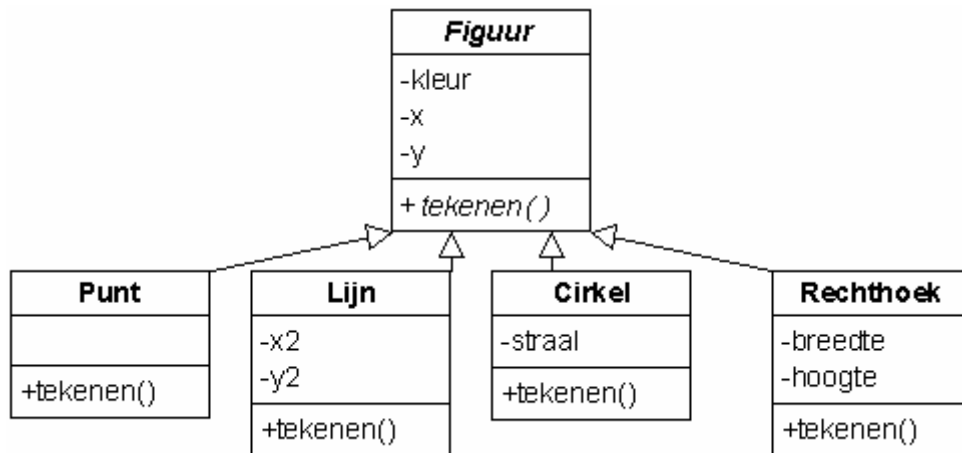 Figuur
-kleur
-x
-y
+ tekenen()
Punt
+tekenen()
Lijn
-x2
-y2
+tekenen()
Cirkel
-straal
+tekenen()
Rechthoek
-breedte
-hoogte
+tekenen()